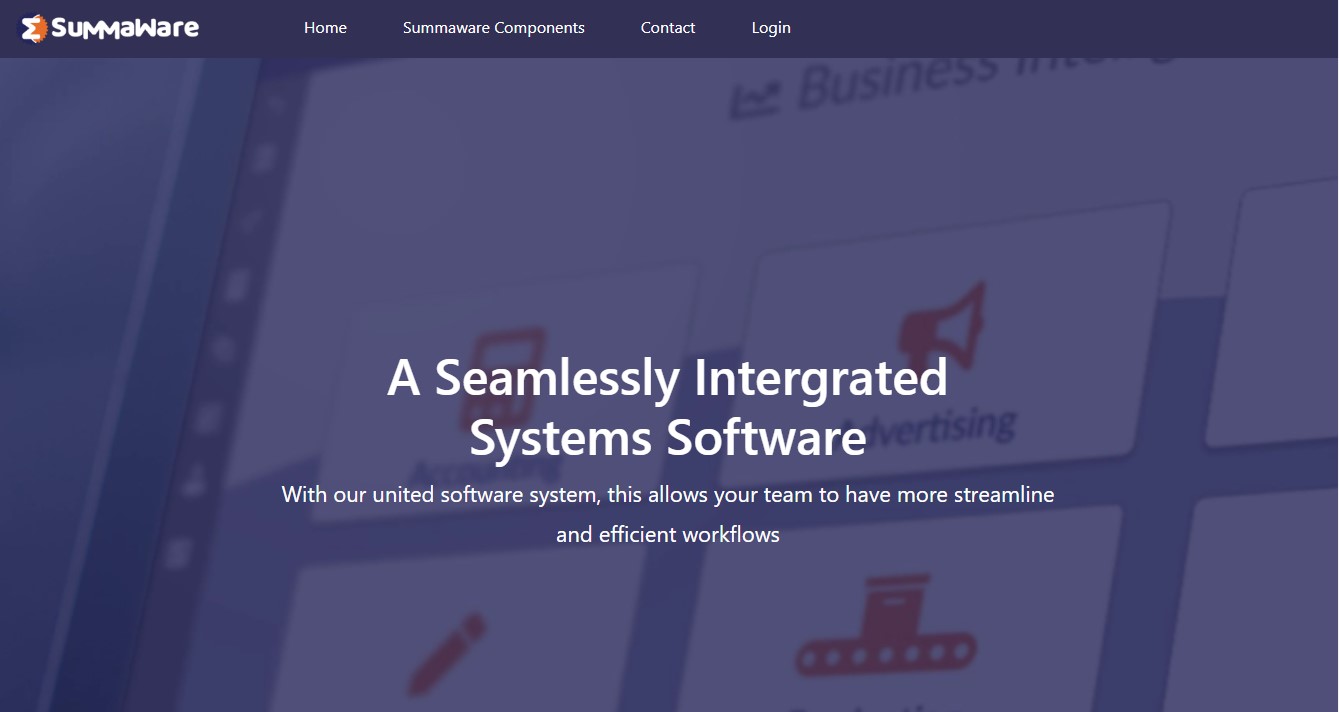 SummaWare
Home
Summaware Components
Contact
Login
Business
A Seamlessly Intergrated
Systems Software
Advertising
Accounting
With our united software system, this allows your team to have more streamline
and efficient workflows